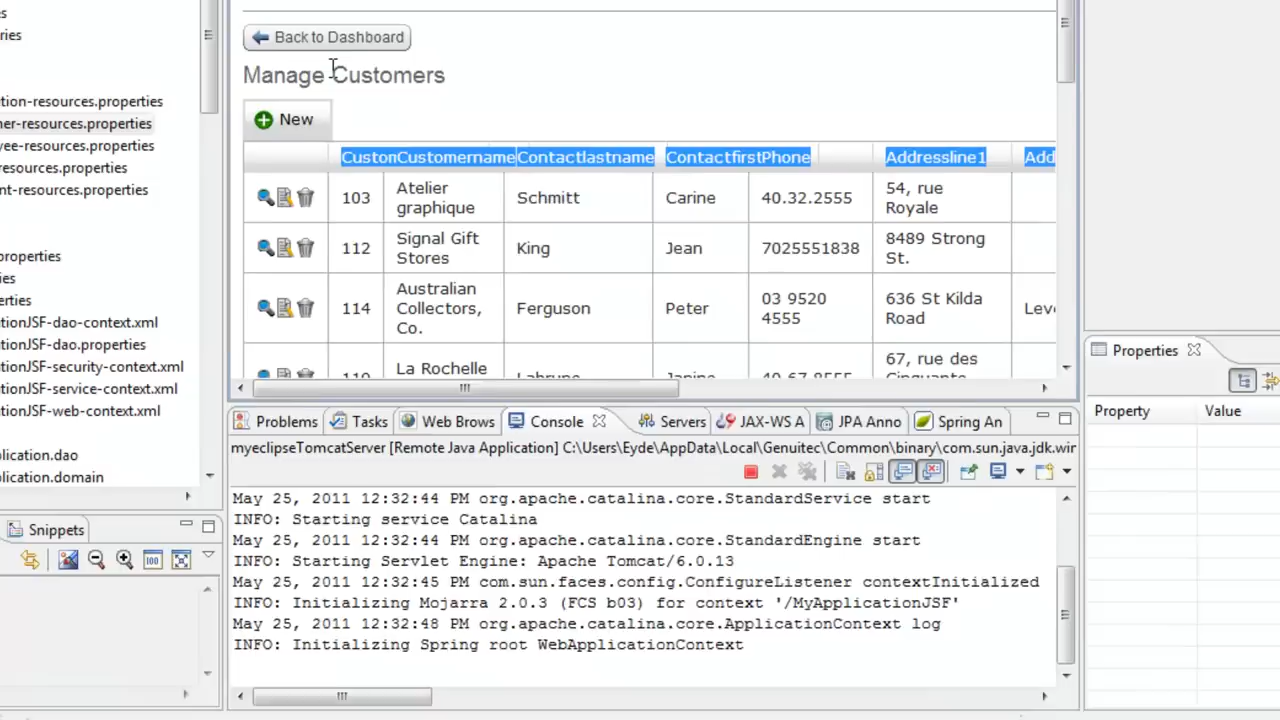 s
ries
tion-resources.properties
ner-resources.properties
yee-resources.properties
resources.properties
nt-resources.properties
properties
ies
erties
tionJSF-dao-context.xml
tionJSF-dao.properties
tionJSF-security-context.xml
tionJSF-service-context.xml
tionJSF-web-context.xml
plication.dao
plication.domain
Snippets
Back to Dashboard
Manage Customers
New
CustomCustomername Contactlastname ContactfirstPhone Addressline1 Add
103 Atelier graphique Schmitt Carine 40.32.2555 54, rue Royale
112 Signal Gift Stores King Jean 7025551838 8489 Strong St.
114 Australian Collectors, Co. Ferguson Peter 03 9520 4555 636 St Kilda Road Leve
La Rochelle 67, rue des
Problems Tasks Web Brows Console Servers JAX-WS A JPA Anno Spring An
myeclipseTomcatServer [Remote Java Application] C:\Users\Eyde\AppData\Local\Genuitec\Common\binary\com.sun.java.jdk.wir
May 25, 2011 12:32:44 PM org.apache.catalina.core.StandardService start
INFO: Starting service Catalina
May 25, 2011 12:32:44 PM org.apache.catalina.core.StandardEngine start
INFO: Starting Servlet Engine: Apache Tomcat/6.0.13
May 25, 2011 12:32:45 PM com.sun.faces.config.ConfigureListener contextInitialized
INFO: Initializing Mojarra 2.0.3 (FCS b03) for context '/MyApplicationJSF'
May 25, 2011 12:32:48 PM org.apache.catalina.core.ApplicationContext log
INFO: Initializing Spring root WebApplicationContext
Properties
Property Value